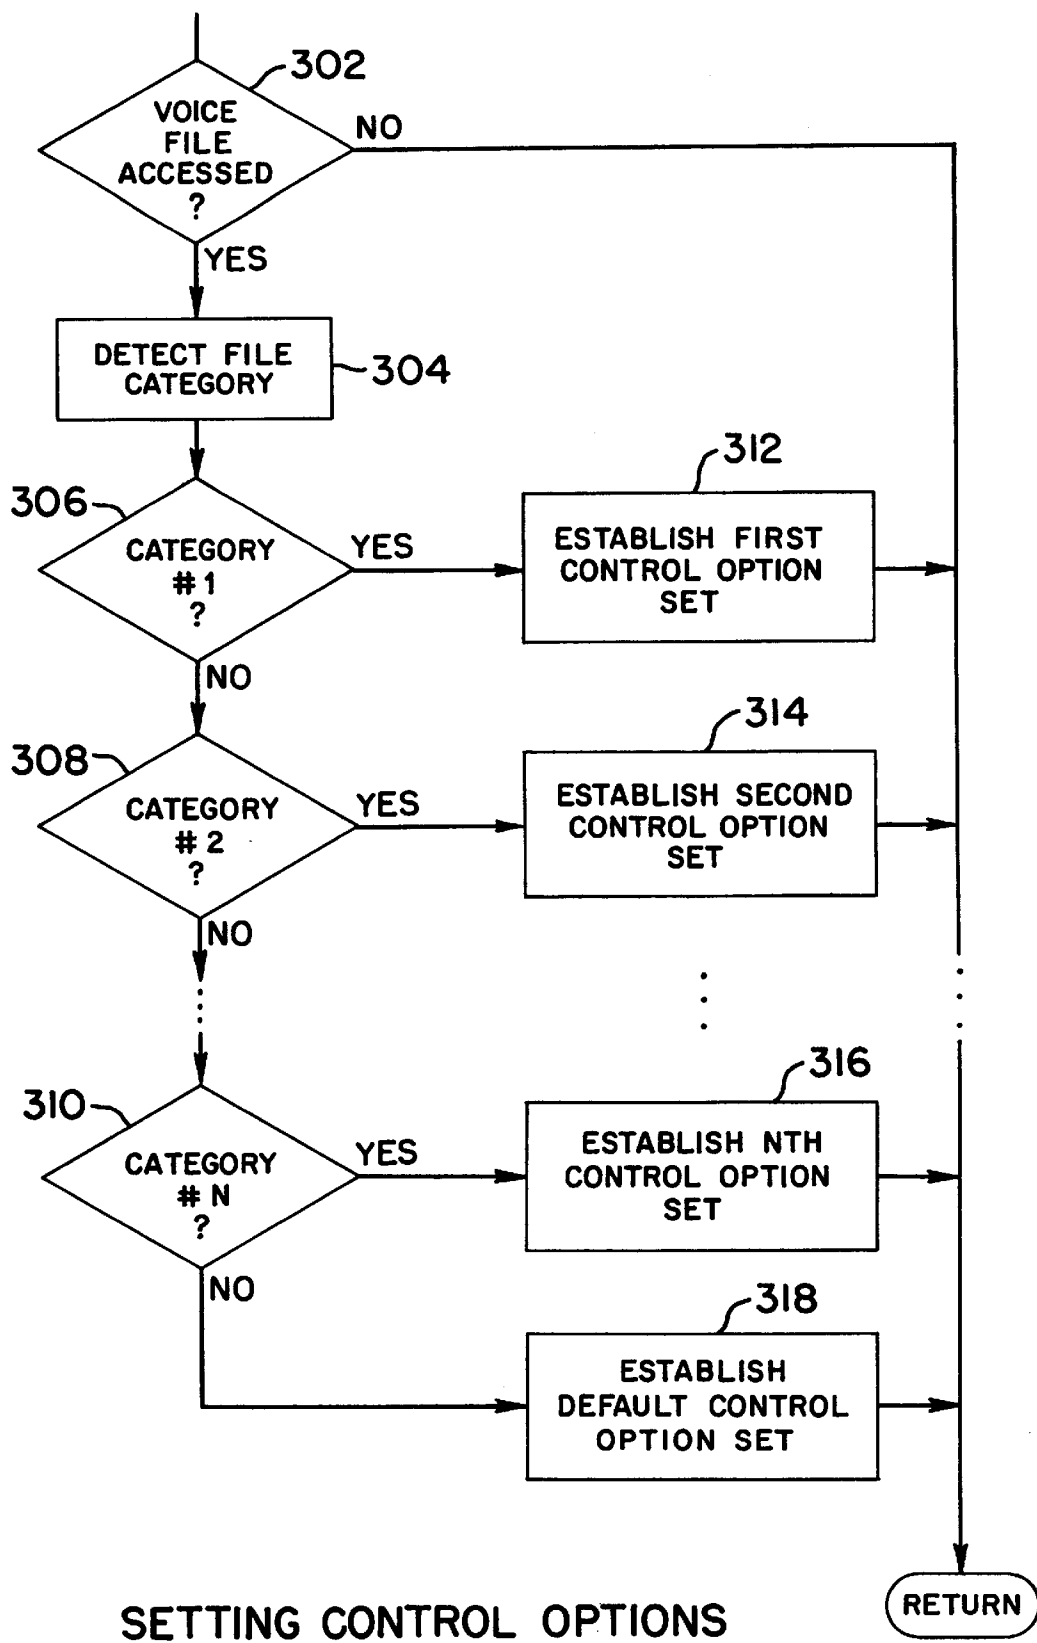 302
VOICE
FILE
ACCESSED
?
NO
YES
DETECT FILE
CATEGORY
304
306
CATEGORY
#1
?
YES
312
ESTABLISH FIRST
CONTROL OPTION
SET
NO
308
CATEGORY
#2
?
YES
314
ESTABLISH SECOND
CONTROL OPTION
SET
NO
310
CATEGORY
# N
?
YES
316
ESTABLISH NTH
CONTROL OPTION
SET
NO
318
ESTABLISH
DEFAULT CONTROL
OPTION SET
RETURN
SETTING CONTROL OPTIONS